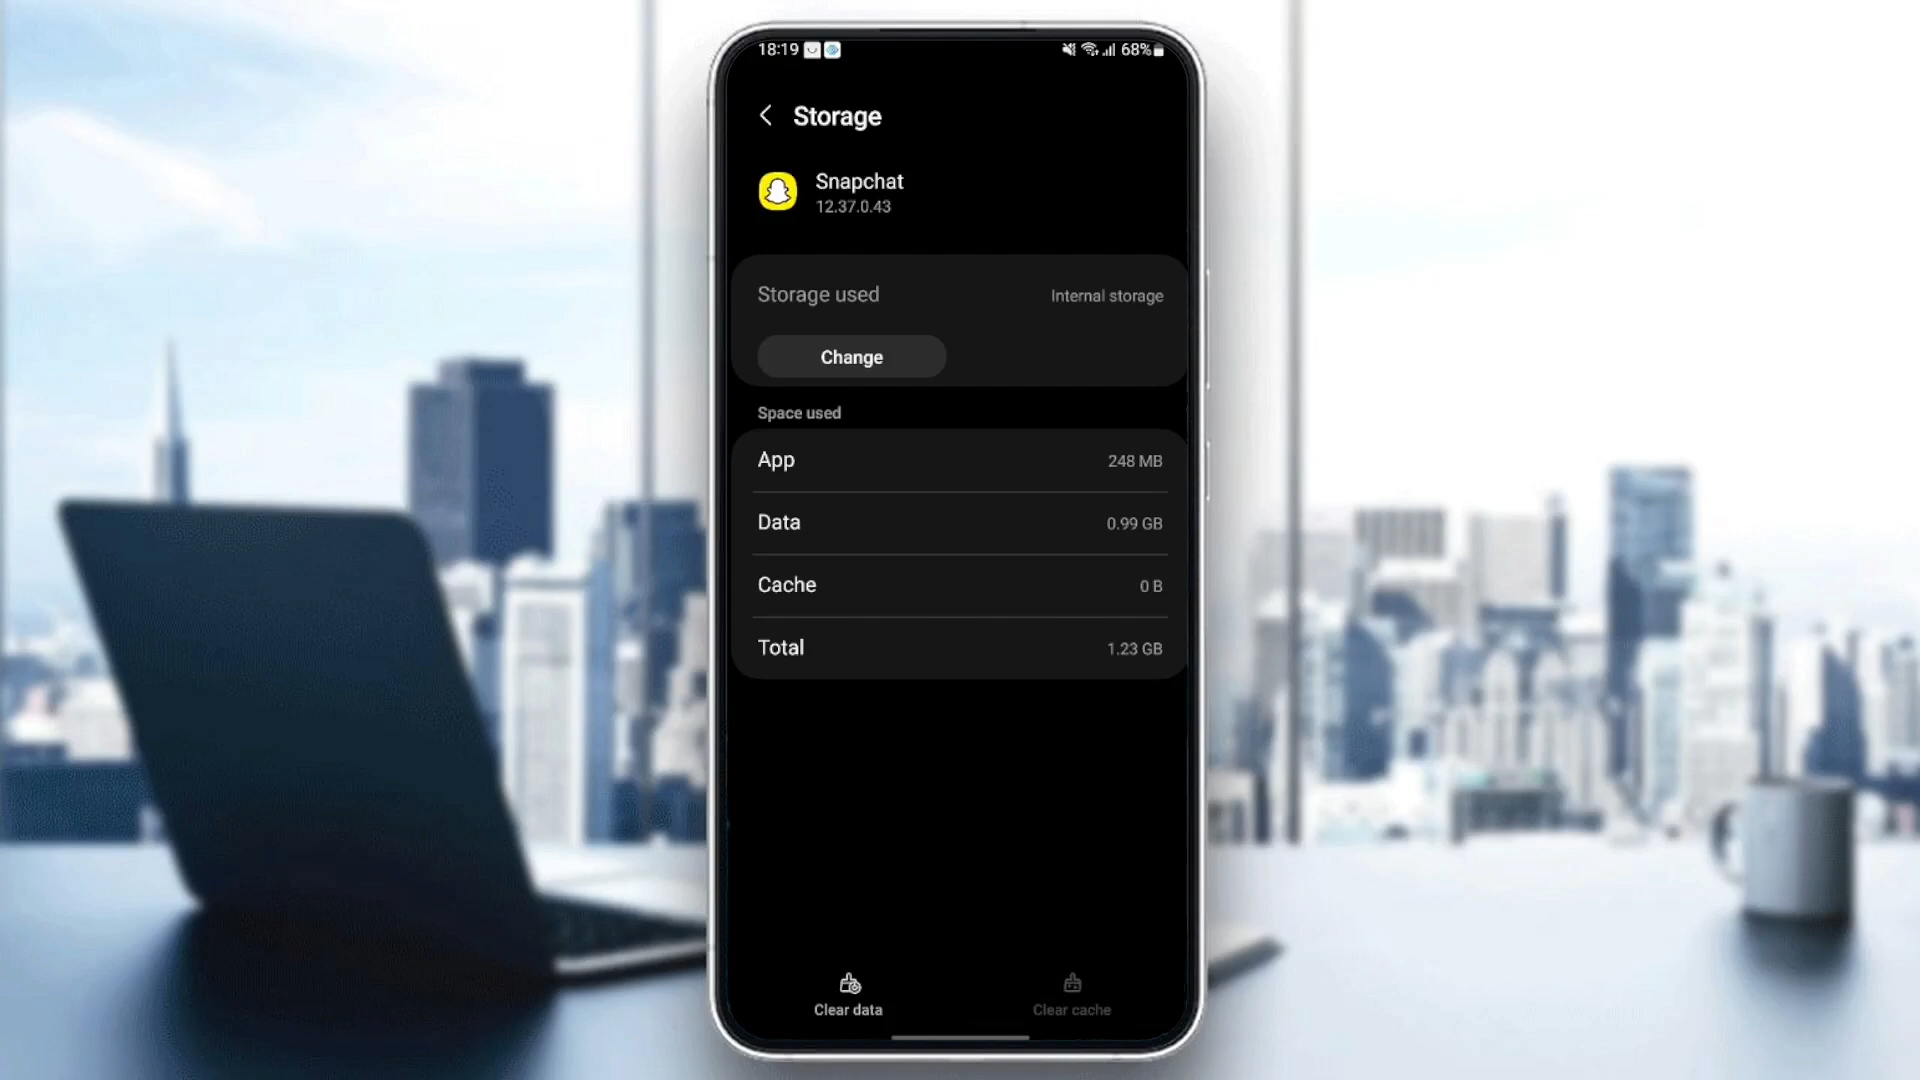 18:19 68%
Storage
Snapchat
12.37.0.43
Storage used Internal storage
Change
Space used
App 248 MB
Data 0.99 GB
Cache 0 B
Total 1.23 GB
Clear data Clear cache